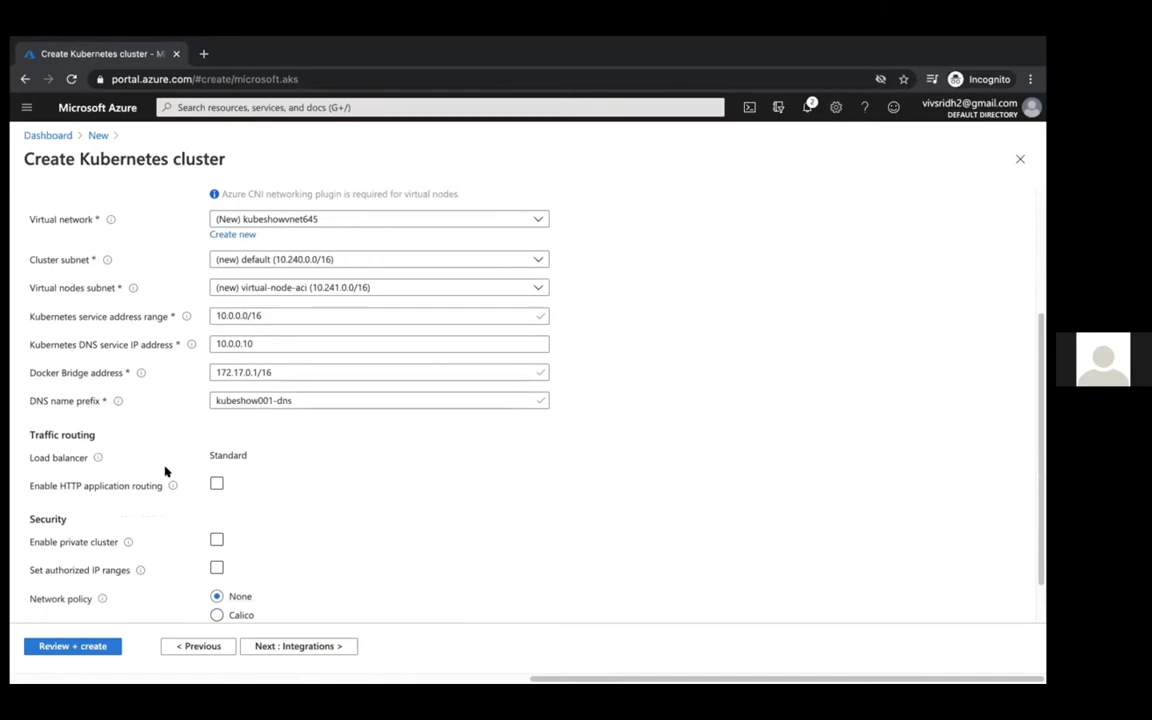 Create Kubernetes cluster - M
portal.azure.com/#create/microsoft.aks
Incognito
Microsoft Azure
Search resources, services, and docs (G+/)
2
vivsridh2@gmail.com
DEFAULT DIRECTORY
Dashboard > New >
Create Kubernetes cluster
Azure CNI networking plugin is required for virtual nodes.
Virtual network * (New) kubeshowvnet645
Create new
Cluster subnet * (new) default (10.240.0.0/16)
Virtual nodes subnet * (new) virtual-node-aci (10.241.0.0/16)
Kubernetes service address range * 10.0.0.0/16
Kubernetes DNS service IP address * 10.0.0.10
Docker Bridge address * 172.17.0.1/16
DNS name prefix * kubeshow001-dns
Traffic routing
Load balancer Standard
Enable HTTP application routing
Security
Enable private cluster
Set authorized IP ranges
Network policy None
Calico
Review + create < Previous Next : Integrations >